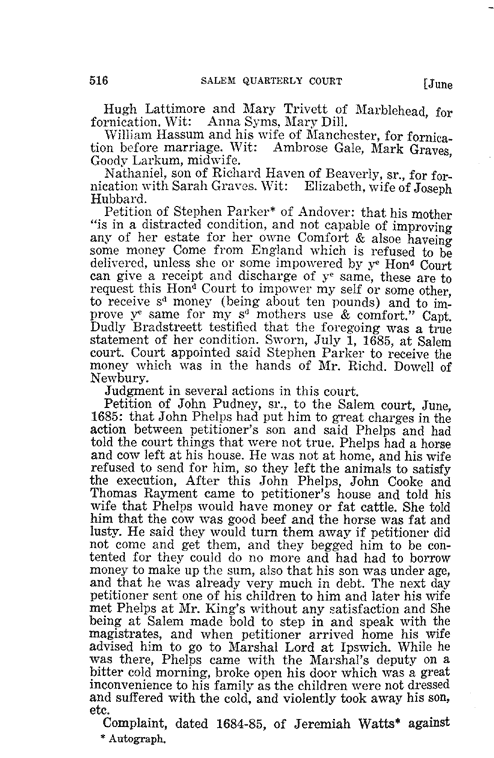 516 SALEM QUARTERLY COURT [June
Hugh Lattimore and Mary Trivett of Marblehead, for
fornication. Wit: Anna Syms, Mary Dill.
William Hassum and his wife of Manchester, for fornica-
tion before marriage. Wit: Ambrose Gale, Mark Graves,
Goody Larkum, midwife.
Nathaniel, son of Richard Haven of Beaverly, sr., for for-
nication with Sarah Graves. Wit: Elizabeth, wife of Joseph
Hubbard.
Petition of Stephen Parker* of Andover: that his mother
"is in a distracted condition, and not capable of improving
any of her estate for her owne Comfort & alsoe haveing
some money Come from England which is refused to be
delivered, unless she or some impowered by yᵉ Honᵈ Court
can give a receipt and discharge of yᵉ same, these are to
request this Honᵈ Court to impower my self or some other,
to receive sᵈ money (being about ten pounds) and to im-
prove yᵉ same for my sᵈ mothers use & comfort." Capt.
Dudly Bradstreett testified that the foregoing was a true
statement of her condition. Sworn, July 1, 1685, at Salem
court. Court appointed said Stephen Parker to receive the
money which was in the hands of Mr. Richd. Dowell of
Newbury.
Judgment in several actions in this court.
Petition of John Pudney, sr., to the Salem court, June,
1685: that John Phelps had put him to great charges in the
action between petitioner's son and said Phelps and had
told the court things that were not true. Phelps had a horse
and cow left at his house. He was not at home, and his wife
refused to send for him, so they left the animals to satisfy
the execution, After this John Phelps, John Cooke and
Thomas Rayment came to petitioner's house and told his
wife that Phelps would have money or fat cattle. She told
him that the cow was good beef and the horse was fat and
lusty. He said they would turn them away if petitioner did
not come and get them, and they begged him to be con-
tented for they could do no more and had had to borrow
money to make up the sum, also that his son was under age,
and that he was already very much in debt. The next day
petitioner sent one of his children to him and later his wife
met Phelps at Mr. King's without any satisfaction and She
being at Salem made bold to step in and speak with the
magistrates, and when petitioner arrived home his wife
advised him to go to Marshal Lord at Ipswich. While he
was there, Phelps came with the Marshal's deputy on a
bitter cold morning, broke open his door which was a great
inconvenience to his family as the children were not dressed
and suffered with the cold, and violently took away his son,
etc.
Complaint, dated 1684-85, of Jeremiah Watts* against
* Autograph.